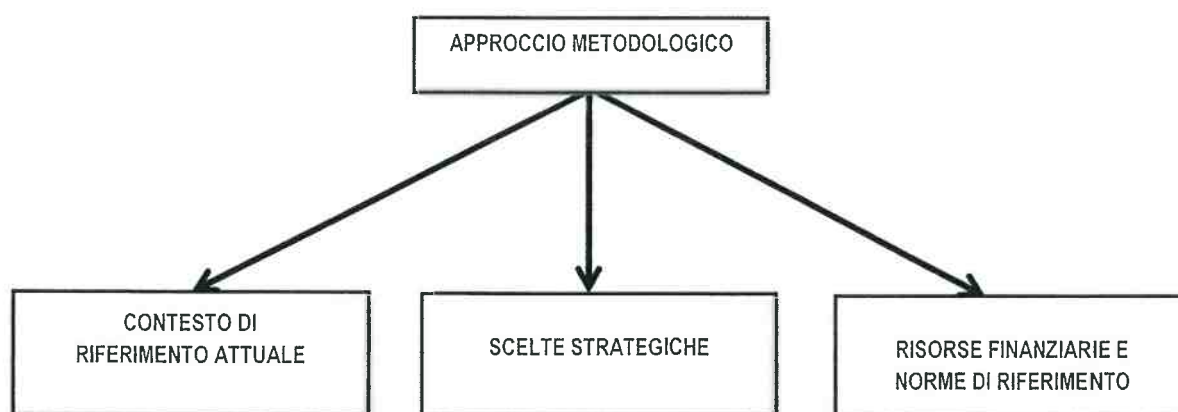 APPROCCIO METODOLOGICO
CONTESTO DI
RIFERIMENTO ATTUALE
SCELTE STRATEGICHE
RISORSE FINANZIARIE E
NORME DI RIFERIMENTO